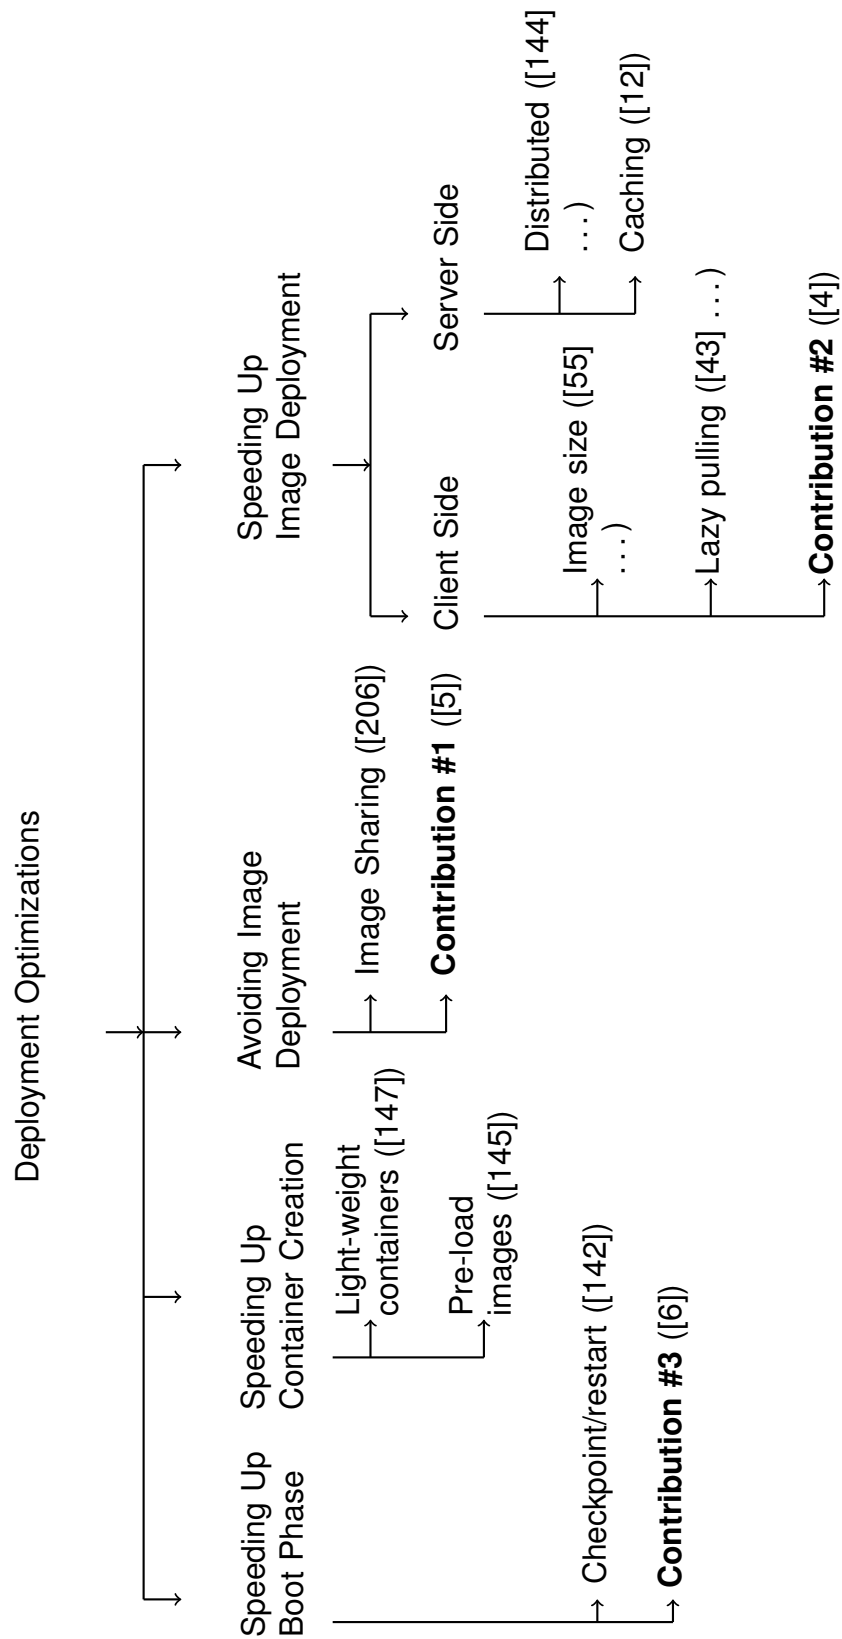 Deployment Optimizations
Speeding Up
Boot Phase
Checkpoint/restart ([142])
Contribution #3 ([6])
Speeding Up
Container Creation
Light-weight
containers ([147])
Pre-load
images ([145])
Avoiding Image
Deployment
Image Sharing ([206])
Contribution #1 ([5])
Speeding Up
Image Deployment
Client Side
Image size ([55]
...)
Lazy pulling ([43] ...)
Contribution #2 ([4])
Server Side
Distributed ([144]
...)
Caching ([12])